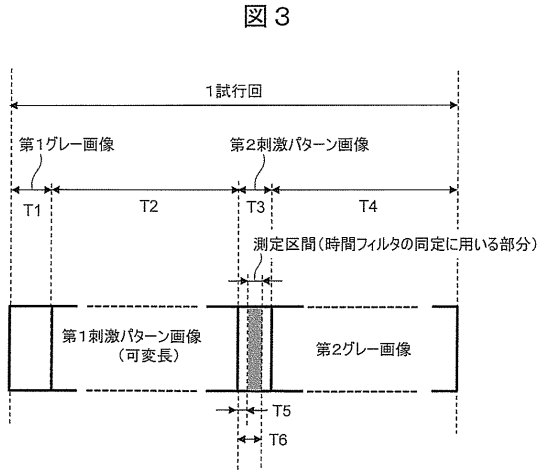 図３
１試行回
第１グレー画像
第２刺激パターン画像
T1
T2
T3
T4
測定区間（時間フィルタの同定に用いる部分）
第１刺激パターン画像
（可変長）
第２グレー画像
T5
T6